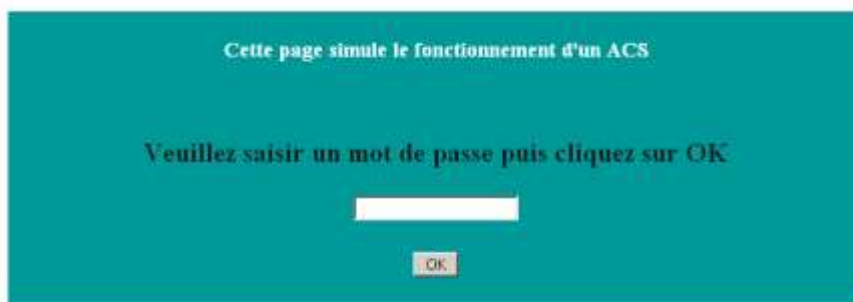 Cette page simule le fonctionnement d'un ACS
Veuillez saisir un mot de passe puis cliquez sur OK
OK